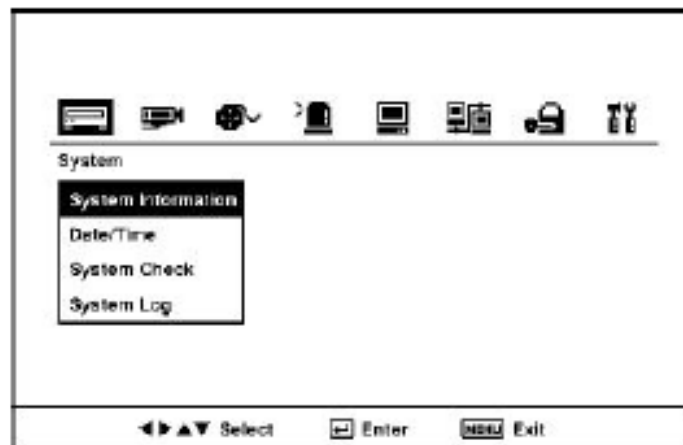 System
System Information
Date/Time
System Check
System Log
Select Enter MENU Exit